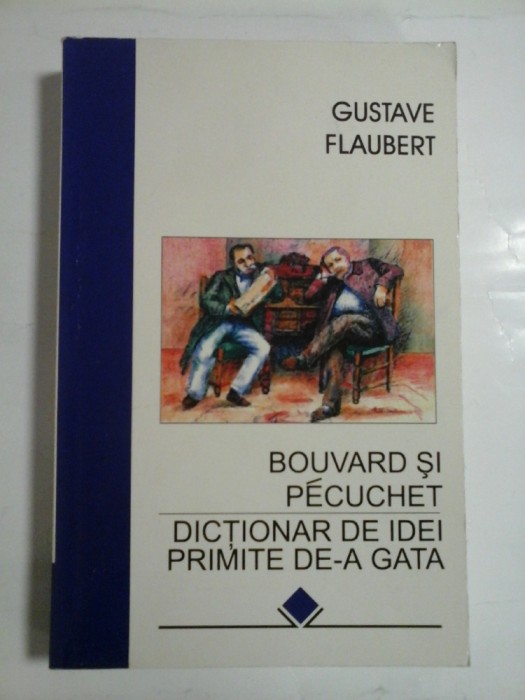 GUSTAVE
FLAUBERT
BOUVARD ŞI
PÉCUCHET
DICŢIONAR DE IDEI
PRIMITE DE-A GATA